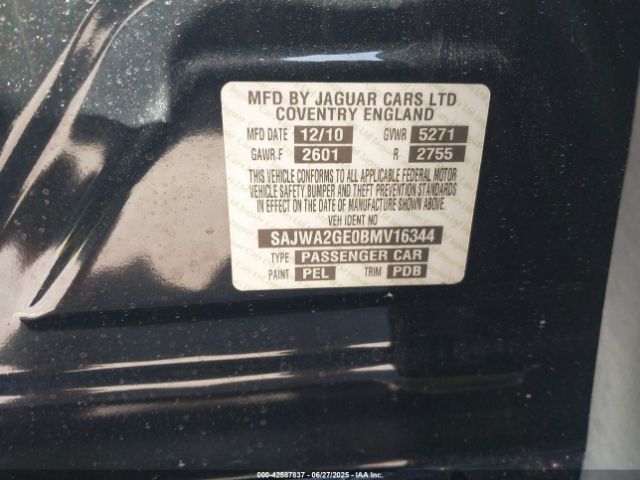 MFD BY JAGUAR CARS LTD
COVENTRY ENGLAND
MFD DATE 12/10 GVWR 5271
GAWR-F 2601 R 2755
THIS VEHICLE CONFORMS TO ALL APPLICABLE FEDERAL MOTOR
VEHICLE SAFETY, BUMPER AND THEFT PREVENTION STANDARDS
IN EFFECT ON THE DATE OF MANUFACTURE SHOWN ABOVE.
VEH IDENT NO
SAJWA2GE0BMV16344
TYPE PASSENGER CAR
PAINT PEL TRIM PDB
000-42587837 - 06/27/2025 - IAA Inc.